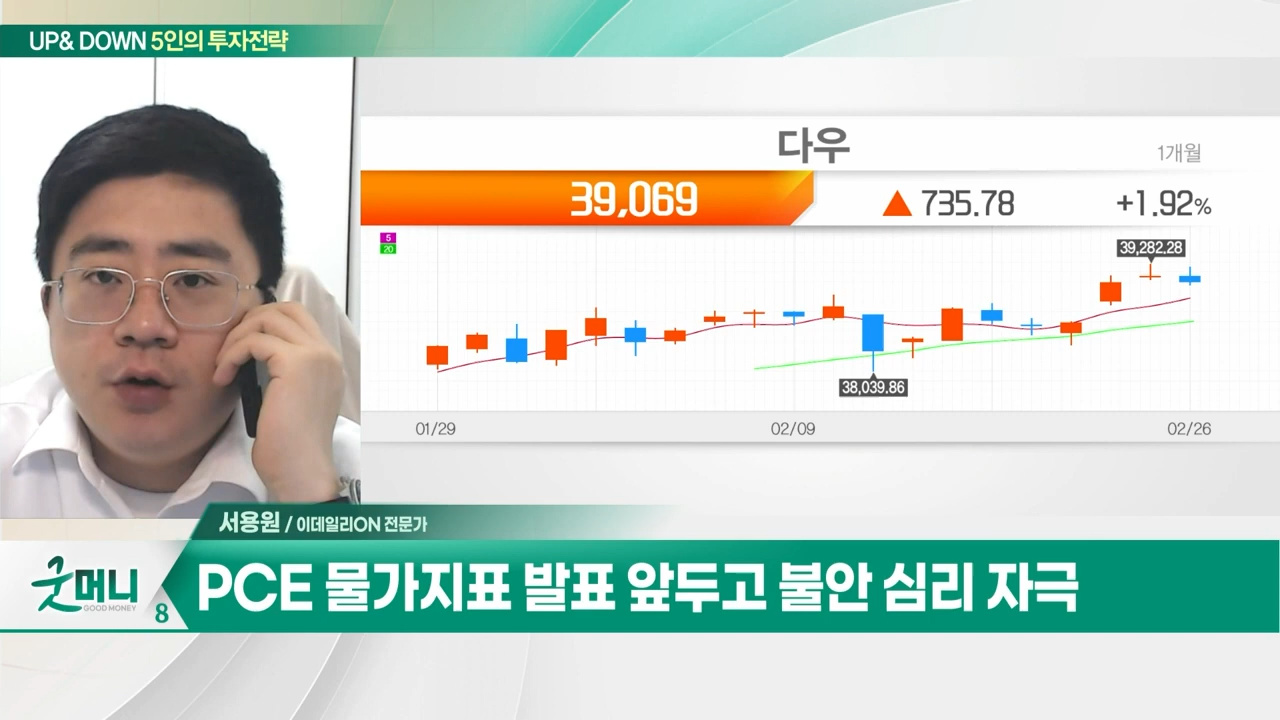 UP& DOWN 5인의 투자전략
다우
1개월
39,069
▲ 735.78
+1.92%
5
20
39,282.28
38,039.86
01/29
02/09
02/26
서용원 / 이데일리ON 전문가
굿머니
GOOD MONEY
8
PCE 물가지표 발표 앞두고 불안 심리 자극